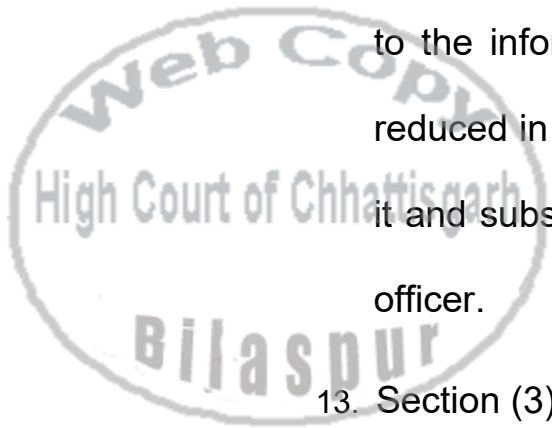 Web Copy
High Court of Chhattisgarh
Bilaspur
to the infor
reduced in
it and subs
officer.
13. Section (3)